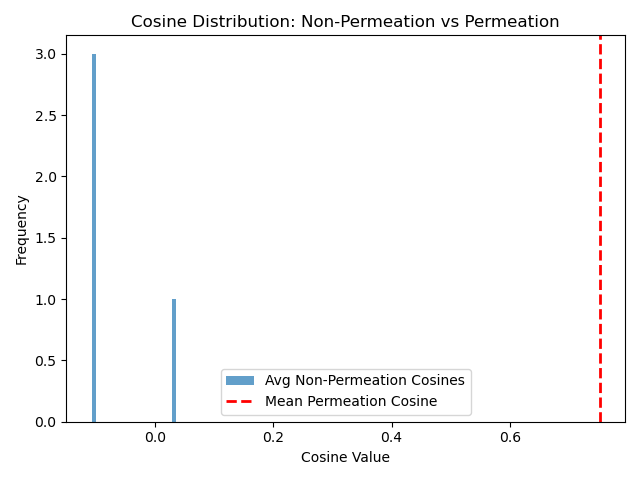 Cosine Distribution: Non-Permeation vs Permeation
3.0
2.5
2.0
1.5
1.0
0.5
0.0
Frequency
Avg Non-Permeation Cosines
Mean Permeation Cosine
0.0 0.2 0.4 0.6
Cosine Value